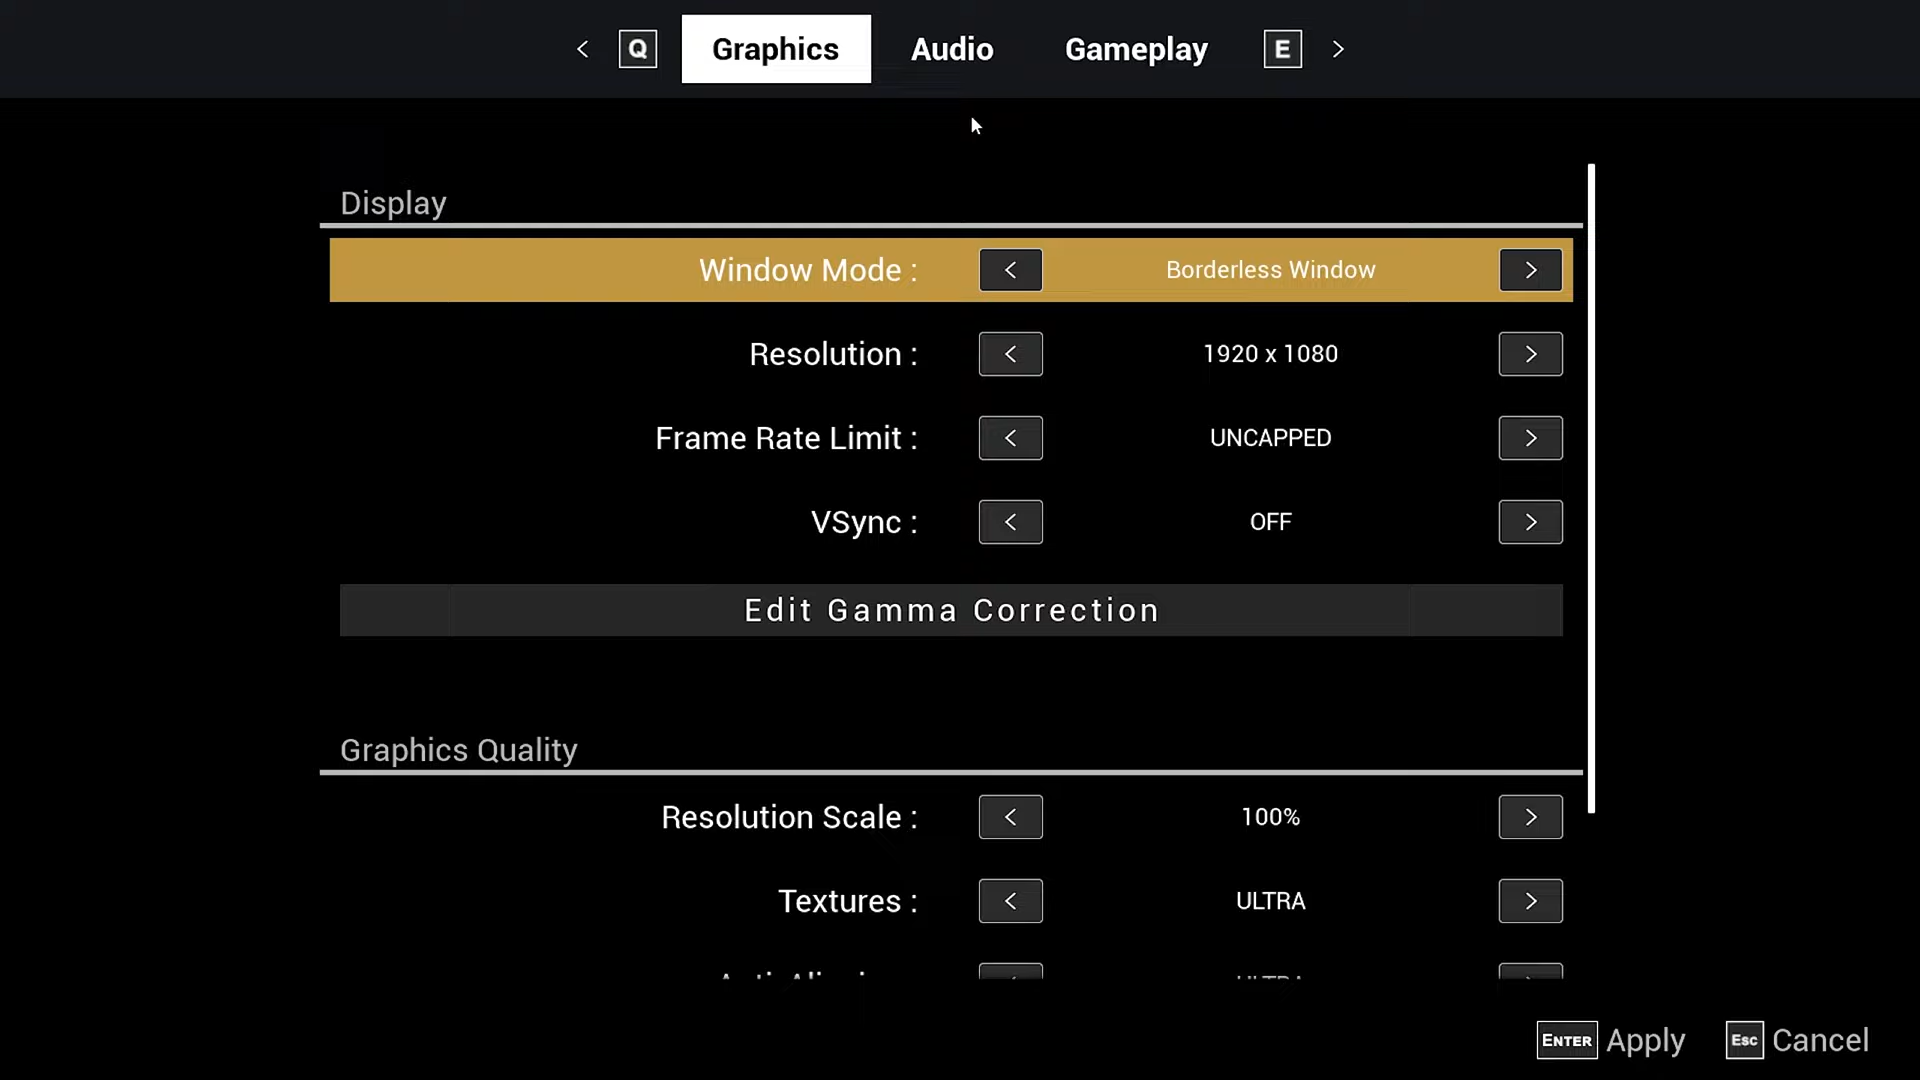 < Q Graphics Audio Gameplay E >
Display
Window Mode : < Borderless Window >
Resolution : < 1920 x 1080 >
Frame Rate Limit : < UNCAPPED >
VSync : < OFF >
Edit Gamma Correction
Graphics Quality
Resolution Scale : < 100% >
Textures : < ULTRA >
ENTER Apply Esc Cancel